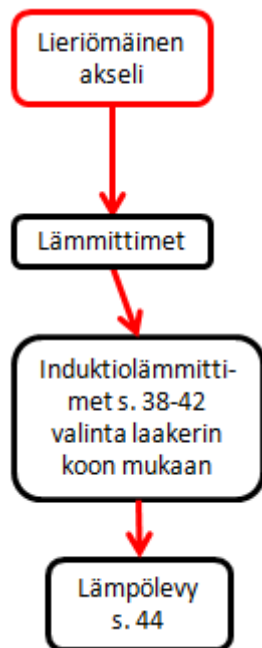 Lieriömäinen
akseli
Lämmittimet
Induktiolämmitti-
met s. 38-42
valinta laakerin
koon mukaan
Lämpölevy
s. 44